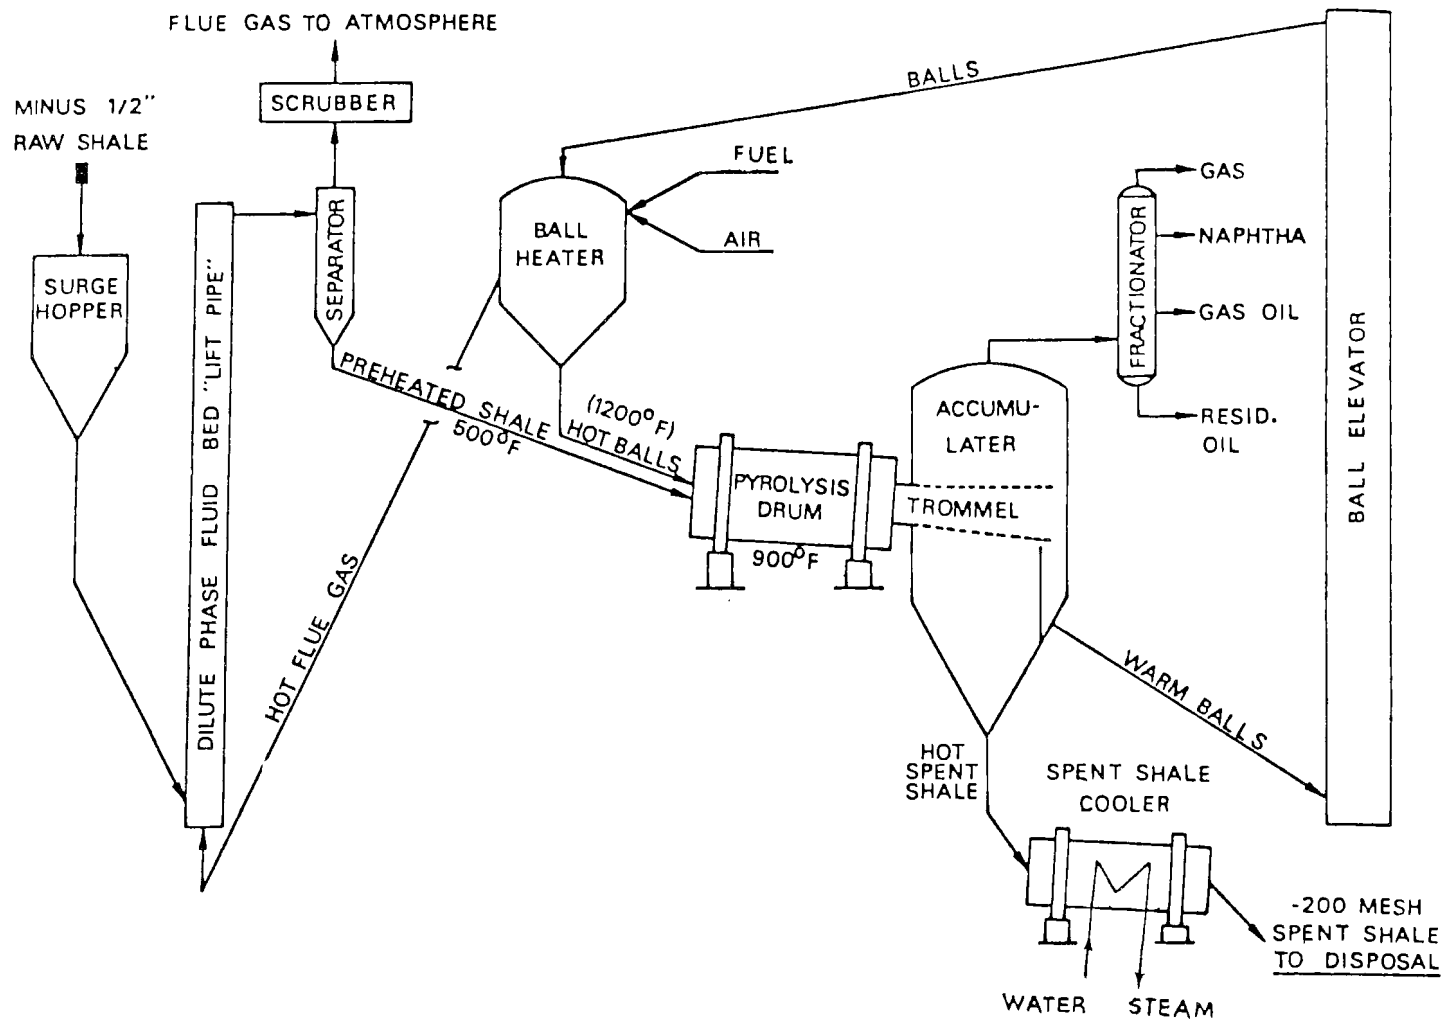 FLUE GAS TO ATMOSPHERE
SCRUBBER
MINUS 1/2"
RAW SHALE
SURGE
HOPPER
DILUTE PHASE FLUID BED "LIFT PIPE"
SEPARATOR
BALL
HEATER
FUEL
AIR
BALLS
PREHEATED SHALE
500°F
(1200°F)
HOT BALLS
HOT FLUE GAS
PYROLYSIS
DRUM
900°F
ACCUMU-
LATER
TROMMEL
FRACTIONATOR
GAS
NAPHTHA
GAS OIL
RESID.
OIL
BALL ELEVATOR
WARM BALLS
HOT
SPENT
SHALE
SPENT SHALE
COOLER
WATER
STEAM
-200 MESH
SPENT SHALE
TO DISPOSAL